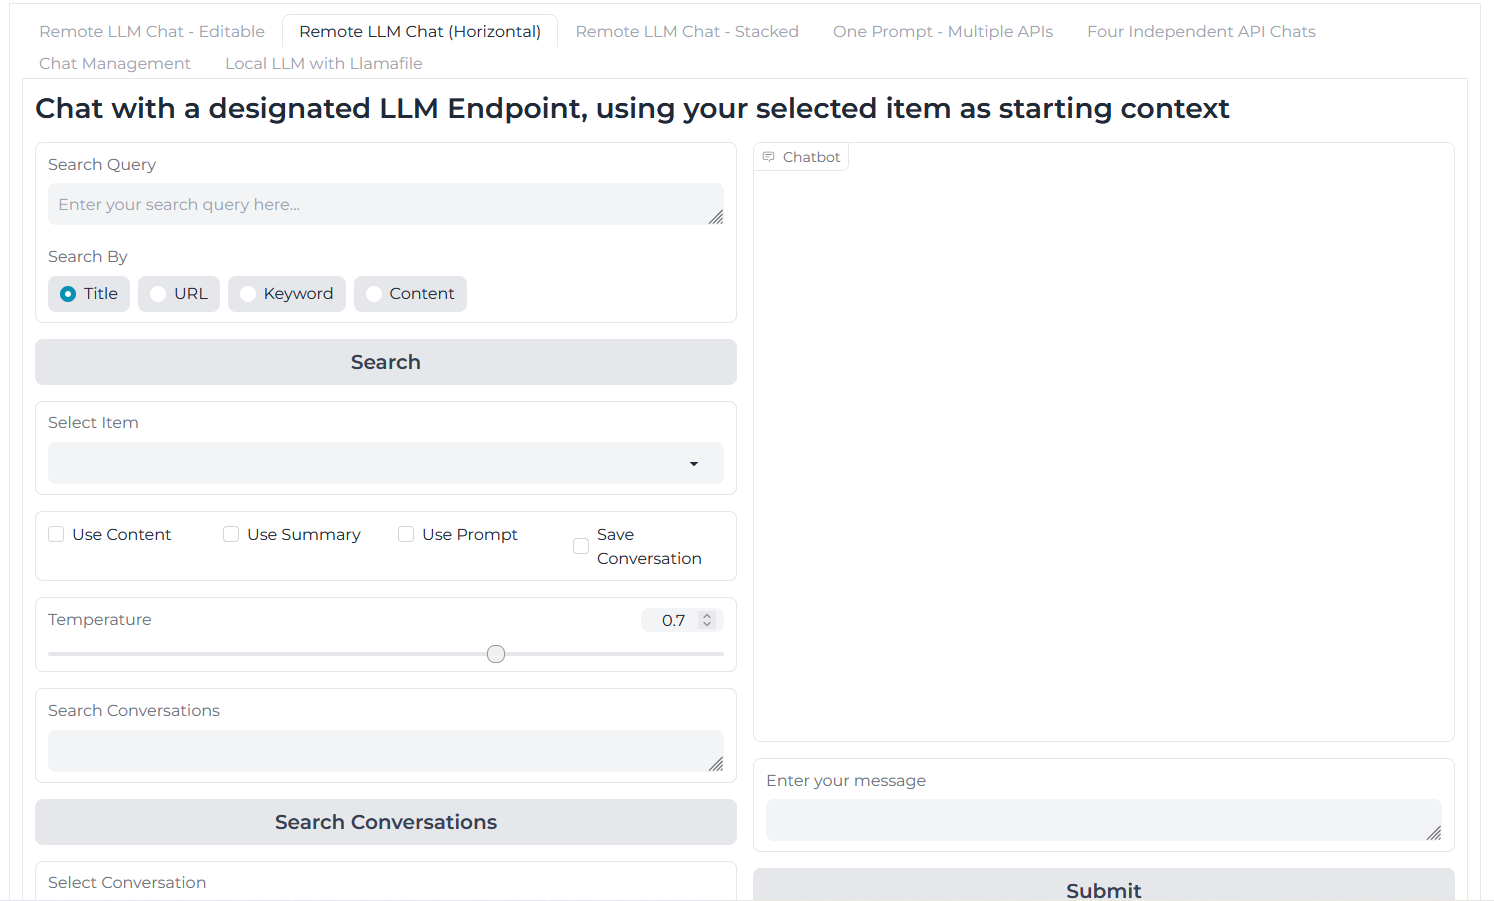 Remote LLM Chat - Editable
Remote LLM Chat (Horizontal)
Remote LLM Chat - Stacked
One Prompt - Multiple APIs
Four Independent API Chats
Chat Management
Local LLM with Llamafile
Chat with a designated LLM Endpoint, using your selected item as starting context
Search Query
Enter your search query here...
Search By
Title
URL
Keyword
Content
Search
Select Item
Use Content
Use Summary
Use Prompt
Save
Conversation
Temperature
0.7
Search Conversations
Search Conversations
Select Conversation
Chatbot
Enter your message
Submit